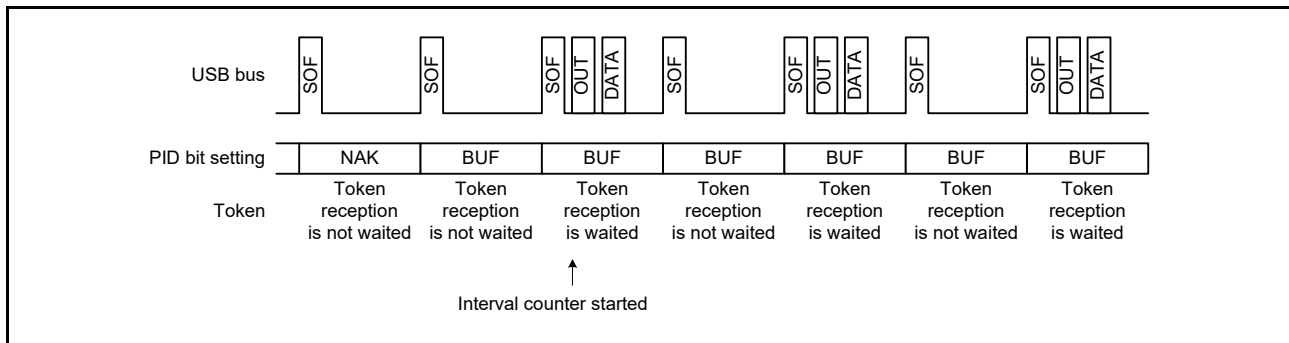 USB bus
SOF SOF SOF OUT DATA SOF SOF OUT DATA SOF SOF OUT DATA
PID bit setting NAK BUF BUF BUF BUF BUF BUF
Token
Token reception is not waited
Token reception is not waited
Token reception is waited
Token reception is not waited
Token reception is waited
Token reception is not waited
Token reception is waited
Interval counter started